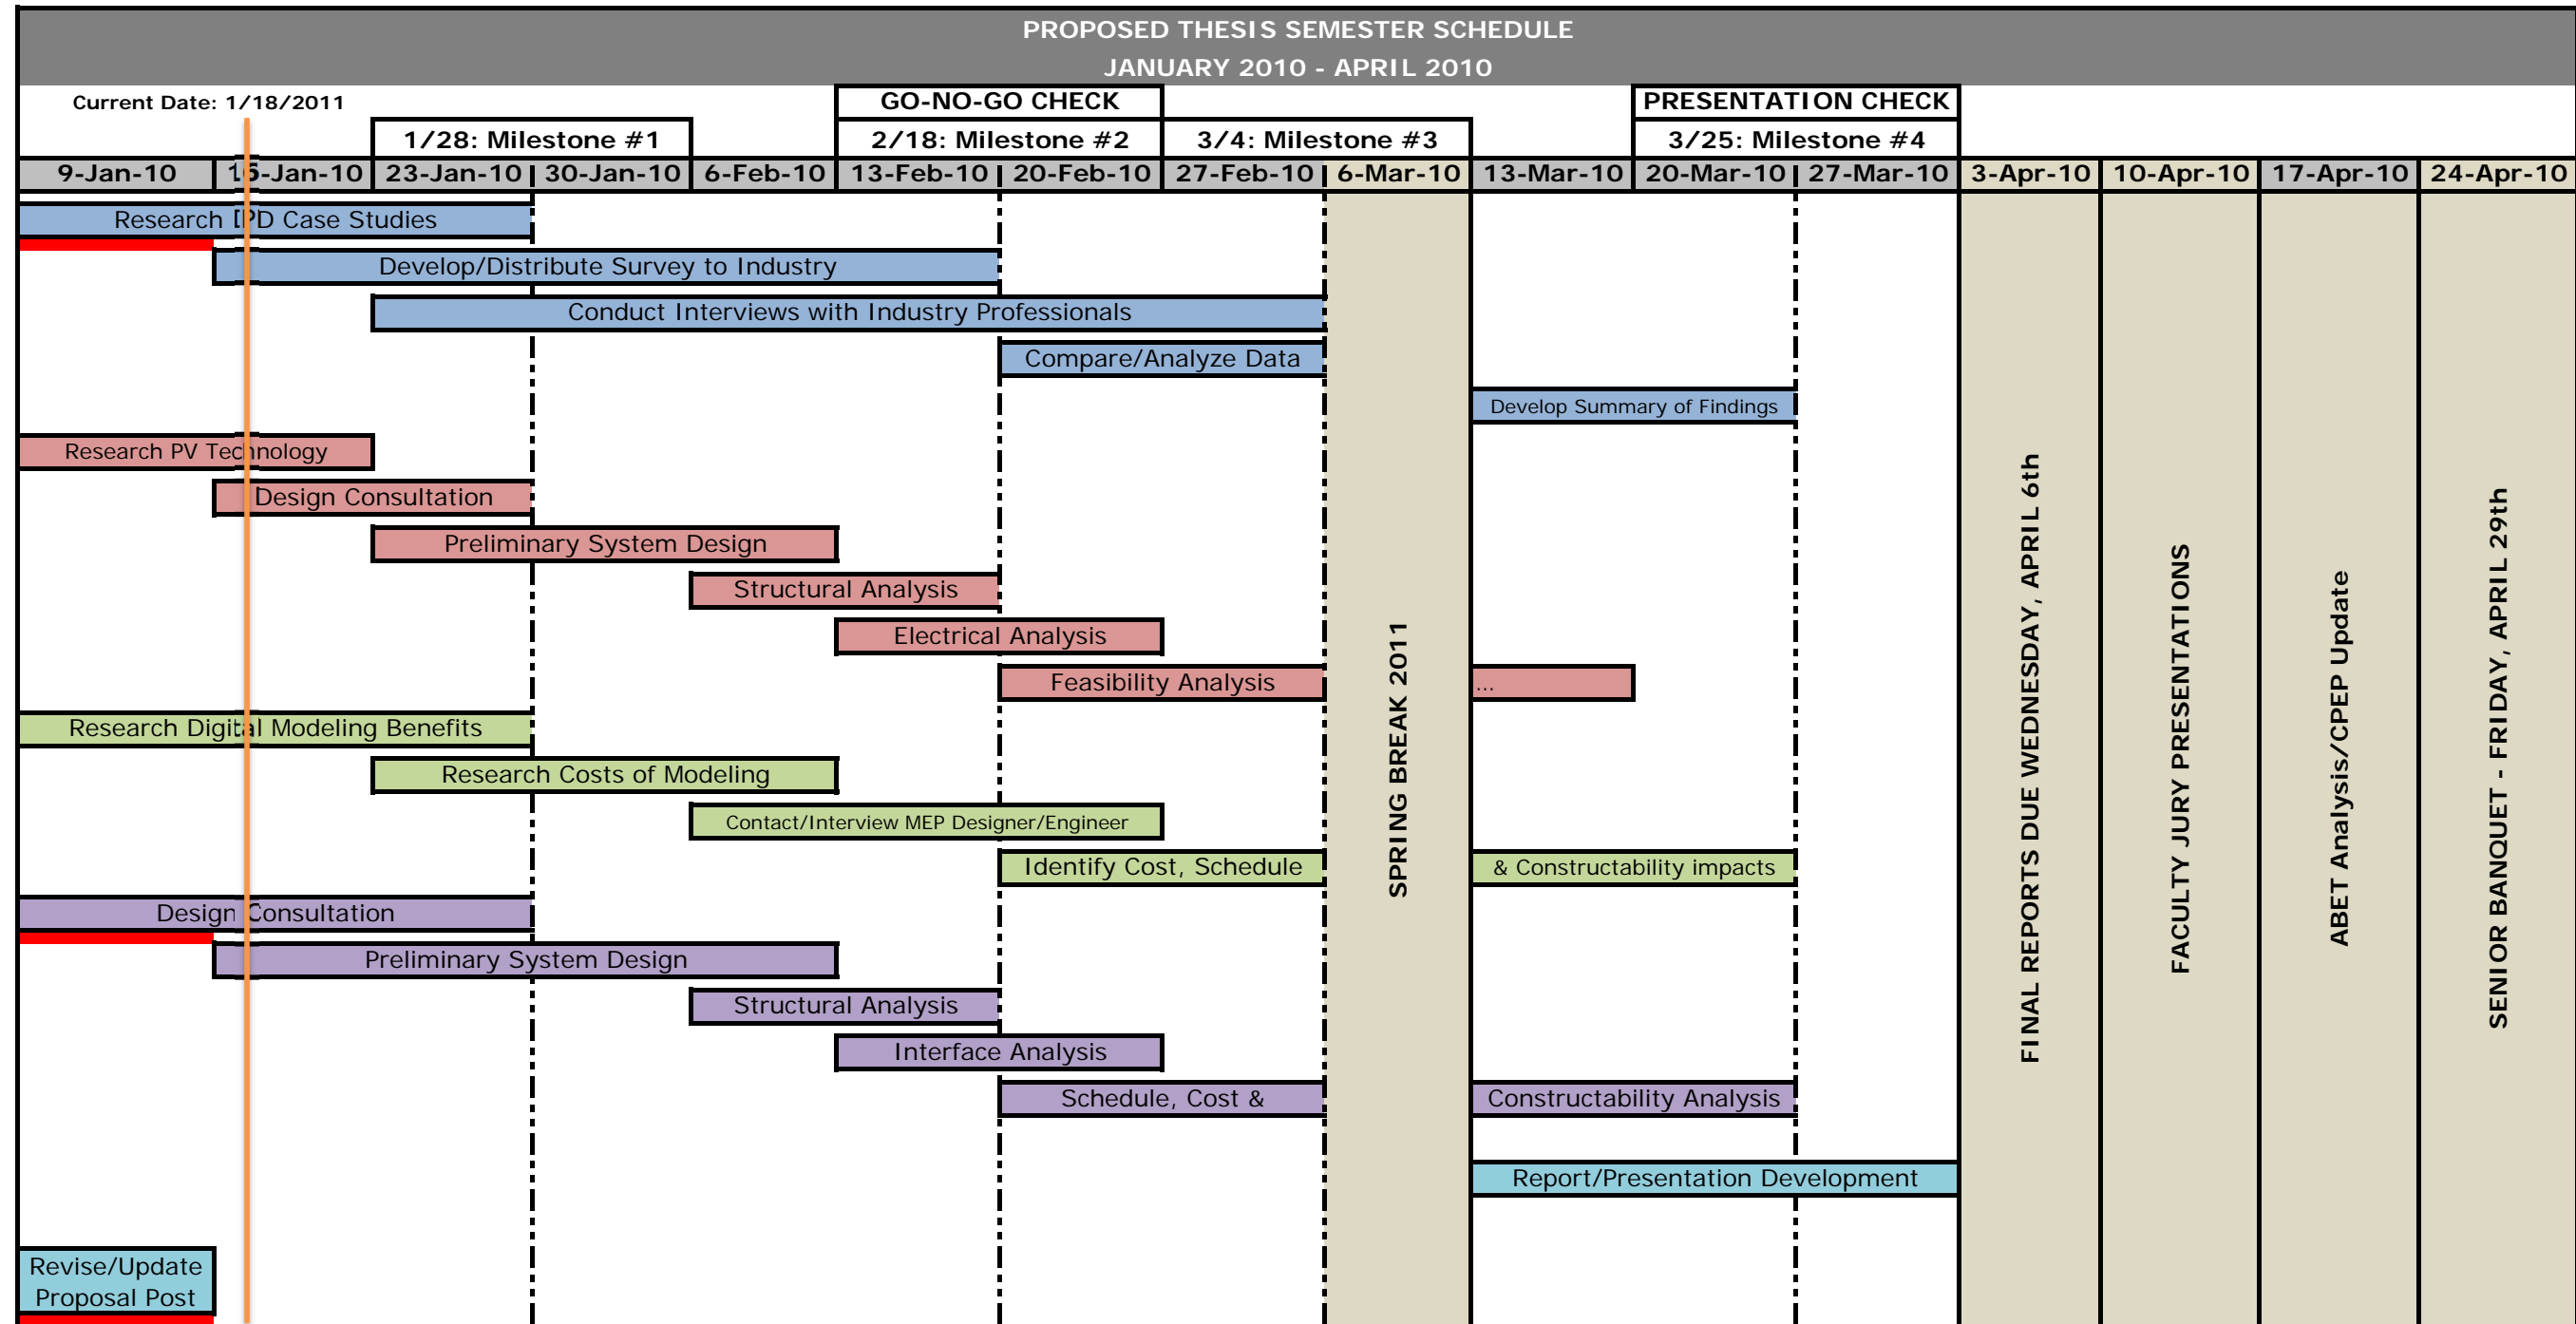 PROPOSED THESIS SEMESTER SCHEDULE
JANUARY 2010 - APRIL 2010
Current Date: 1/18/2011
GO-NO-GO CHECK
PRESENTATION CHECK
1/28: Milestone #1
2/18: Milestone #2
3/4: Milestone #3
3/25: Milestone #4
9-Jan-10
16-Jan-10
23-Jan-10
30-Jan-10
6-Feb-10
13-Feb-10
20-Feb-10
27-Feb-10
6-Mar-10
13-Mar-10
20-Mar-10
27-Mar-10
3-Apr-10
10-Apr-10
17-Apr-10
24-Apr-10
Research IPD Case Studies
Develop/Distribute Survey to Industry
Conduct Interviews with Industry Professionals
Compare/Analyze Data
Develop Summary of Findings
Research PV Technology
Design Consultation
Preliminary System Design
Structural Analysis
Electrical Analysis
Feasibility Analysis
...
Research Digital Modeling Benefits
Research Costs of Modeling
Contact/Interview MEP Designer/Engineer
Identify Cost, Schedule
& Constructability impacts
Design Consultation
Preliminary System Design
Structural Analysis
Interface Analysis
Schedule, Cost &
Constructability Analysis
Report/Presentation Development
Revise/Update
Proposal Post
SPRING BREAK 2011
FINAL REPORTS DUE WEDNESDAY, APRIL 6th
FACULTY JURY PRESENTATIONS
ABET Analysis/CPEP Update
SENIOR BANQUET - FRIDAY, APRIL 29th